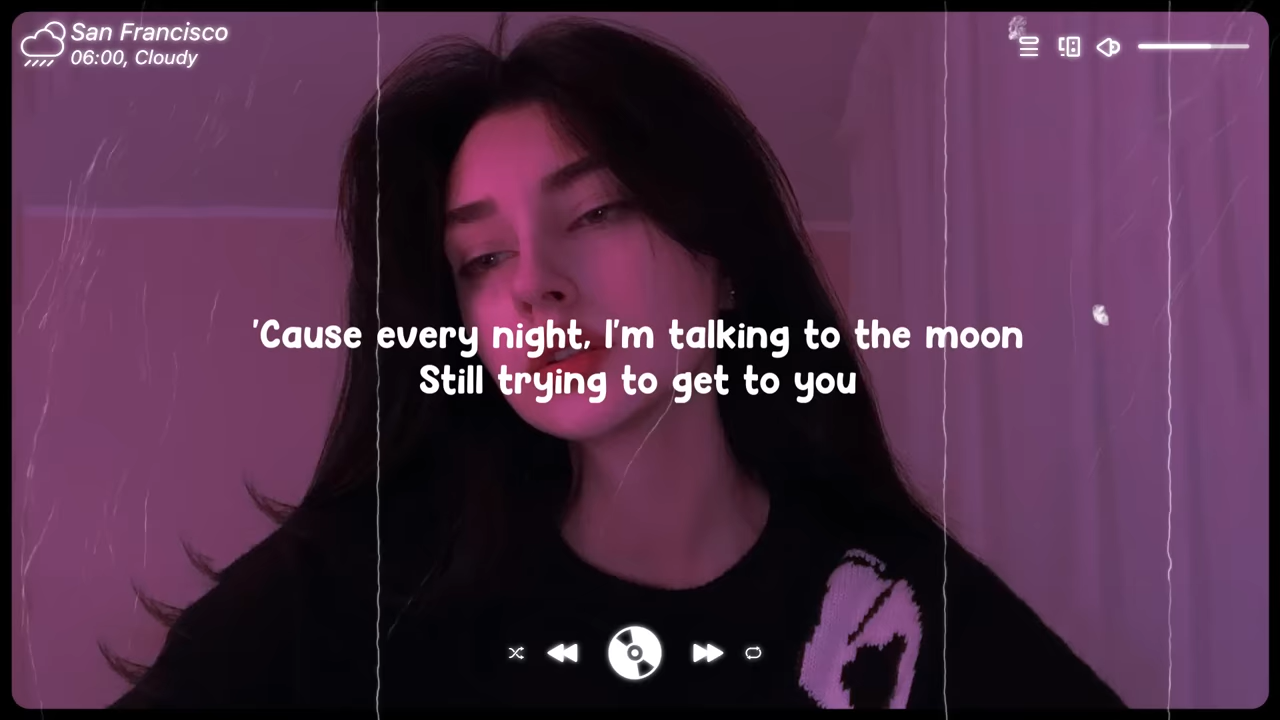 San Francisco
06:00, Cloudy
'Cause every night, I'm talking to the moon
Still trying to get to you